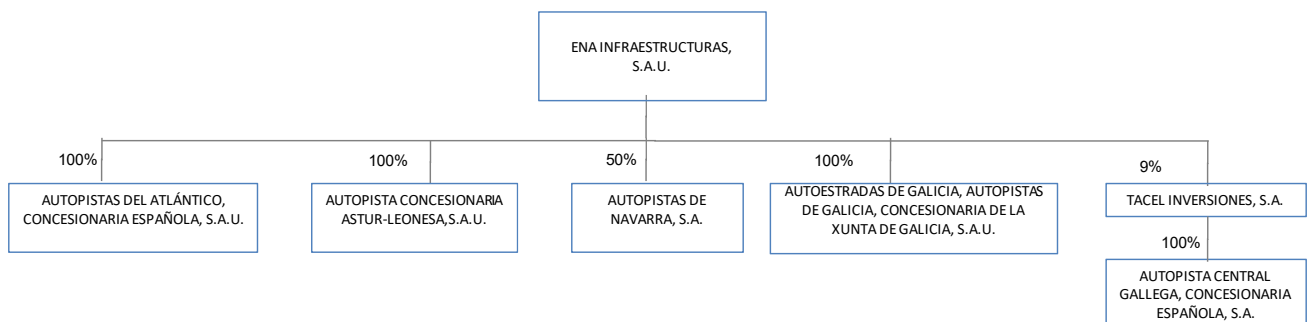 ENA INFRAESTRUCTURAS,
S.A.U.
100%
100%
50%
100%
9%
AUTOPISTAS DEL ATLÁNTICO,
CONCESIONARIA ESPAÑOLA, S.A.U.
AUTOPISTA CONCESIONARIA
ASTUR-LEONESA,S.A.U.
AUTOPISTAS DE
NAVARRA, S.A.
AUTOESTRADAS DE GALICIA, AUTOPISTAS
DE GALICIA, CONCESIONARIA DE LA
XUNTA DE GALICIA, S.A.U.
TACEL INVERSIONES, S.A.
100%
AUTOPISTA CENTRAL
GALLEGA, CONCESIONARIA
ESPAÑOLA, S.A.